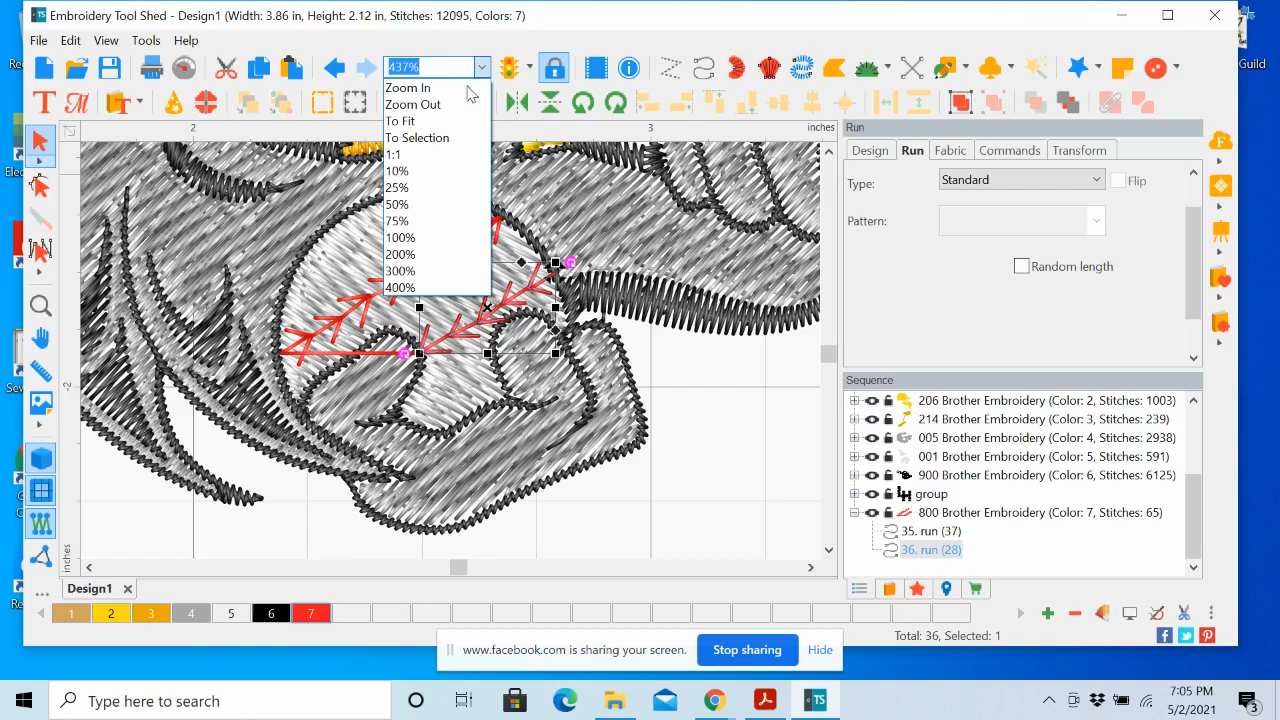 Embroidery Tool Shed - Design1 (Width: 3.86 in, Height: 2.12 in, Stitches: 12095, Colors: 7)
Guild
File Edit View Tools Help
437%
Zoom In
Zoom Out
To Fit
To Selection
1:1
10%
25%
50%
75%
100%
200%
300%
400%
2 3 inches
-2
inches
Run
Design Run Fabric Commands Transform
Type: Standard Flip
Pattern:
Random length
Sequence
206 Brother Embroidery (Color: 2, Stitches: 1003)
214 Brother Embroidery (Color: 3, Stitches: 239)
005 Brother Embroidery (Color: 4, Stitches: 2938)
001 Brother Embroidery (Color: 5, Stitches: 591)
900 Brother Embroidery (Color: 6, Stitches: 6125)
group
800 Brother Embroidery (Color: 7, Stitches: 65)
35. run (37)
36. run (28)
Design1
1 2 3 4 5 6 7
Total: 36, Selected: 1
www.facebook.com is sharing your screen. Stop sharing Hide
Type here to search
TS
7:05 PM
5/2/2021
3